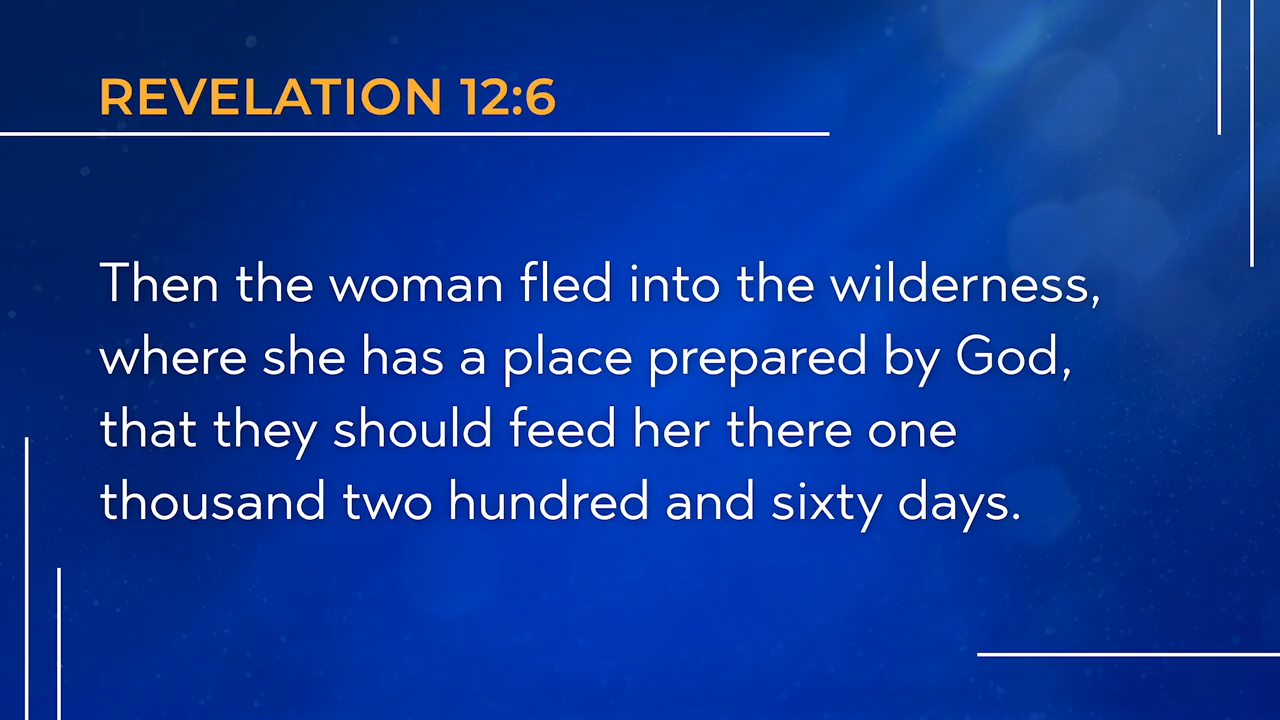 REVELATION 12:6
Then the woman fled into the wilderness,
where she has a place prepared by God,
that they should feed her there one
thousand two hundred and sixty days.